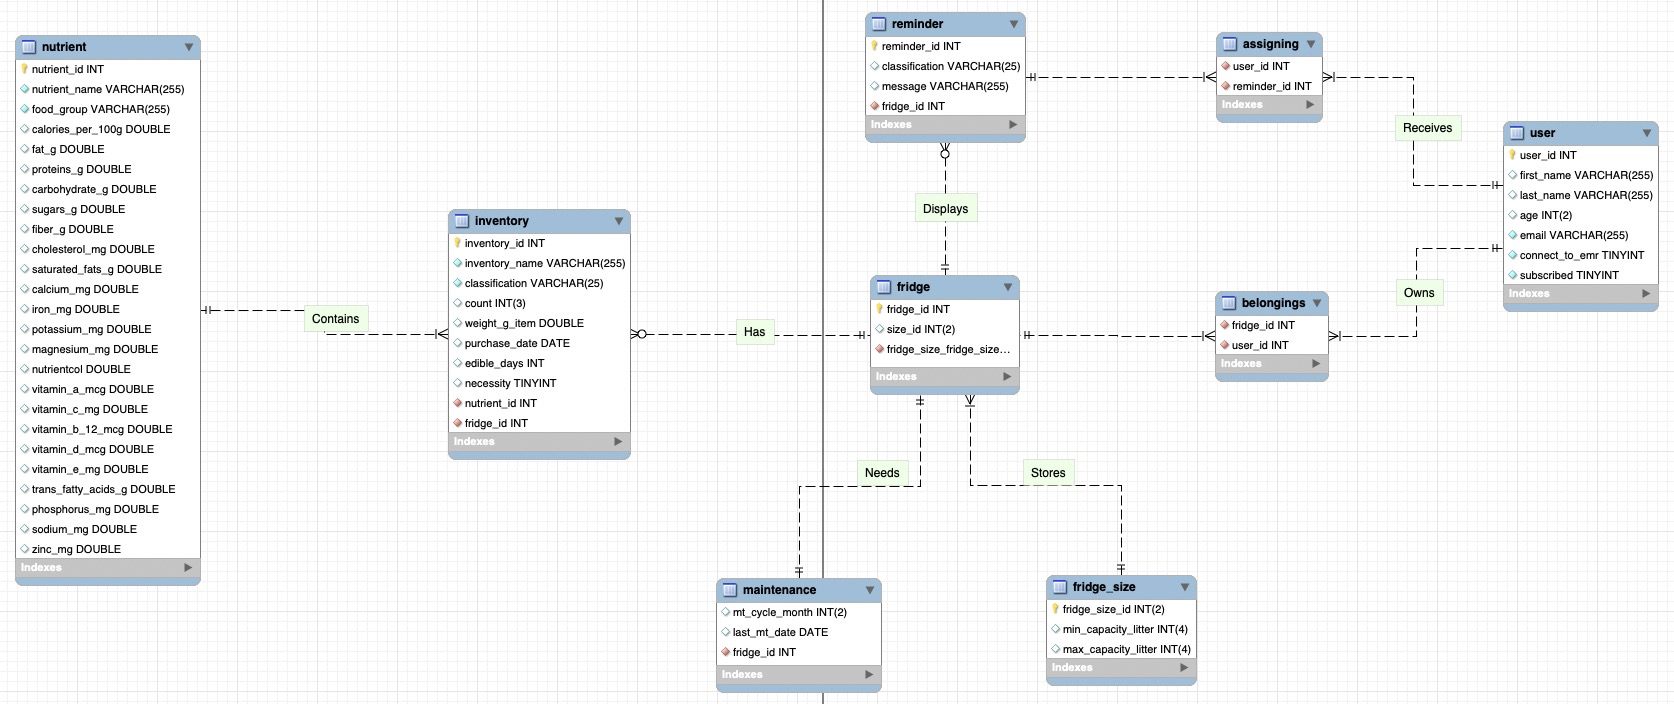 nutrient
nutrient_id INT
nutrient_name VARCHAR(255)
food_group VARCHAR(255)
calories_per_100g DOUBLE
fat_g DOUBLE
proteins_g DOUBLE
carbohydrate_g DOUBLE
sugars_g DOUBLE
fiber_g DOUBLE
cholesterol_mg DOUBLE
saturated_fats_g DOUBLE
calcium_mg DOUBLE
iron_mg DOUBLE
potassium_mg DOUBLE
magnesium_mg DOUBLE
nutrientcol DOUBLE
vitamin_a_mcg DOUBLE
vitamin_c_mg DOUBLE
vitamin_b_12_mcg DOUBLE
vitamin_d_mcg DOUBLE
vitamin_e_mg DOUBLE
trans_fatty_acids_g DOUBLE
phosphorus_mg DOUBLE
sodium_mg DOUBLE
zinc_mg DOUBLE
Indexes
Contains
inventory
inventory_id INT
inventory_name VARCHAR(255)
classification VARCHAR(25)
count INT(3)
weight_g_item DOUBLE
purchase_date DATE
edible_days INT
necessity TINYINT
nutrient_id INT
fridge_id INT
Indexes
Has
reminder
reminder_id INT
classification VARCHAR(25)
message VARCHAR(255)
fridge_id INT
Indexes
Displays
fridge
fridge_id INT
size_id INT(2)
fridge_size_fridge_size...
Indexes
Needs
Stores
maintenance
mt_cycle_month INT(2)
last_mt_date DATE
fridge_id INT
Indexes
fridge_size
fridge_size_id INT(2)
min_capacity_litter INT(4)
max_capacity_litter INT(4)
Indexes
assigning
user_id INT
reminder_id INT
Indexes
Receives
belongings
fridge_id INT
user_id INT
Indexes
Owns
user
user_id INT
first_name VARCHAR(255)
last_name VARCHAR(255)
age INT(2)
email VARCHAR(255)
connect_to_emr TINYINT
subscribed TINYINT
Indexes